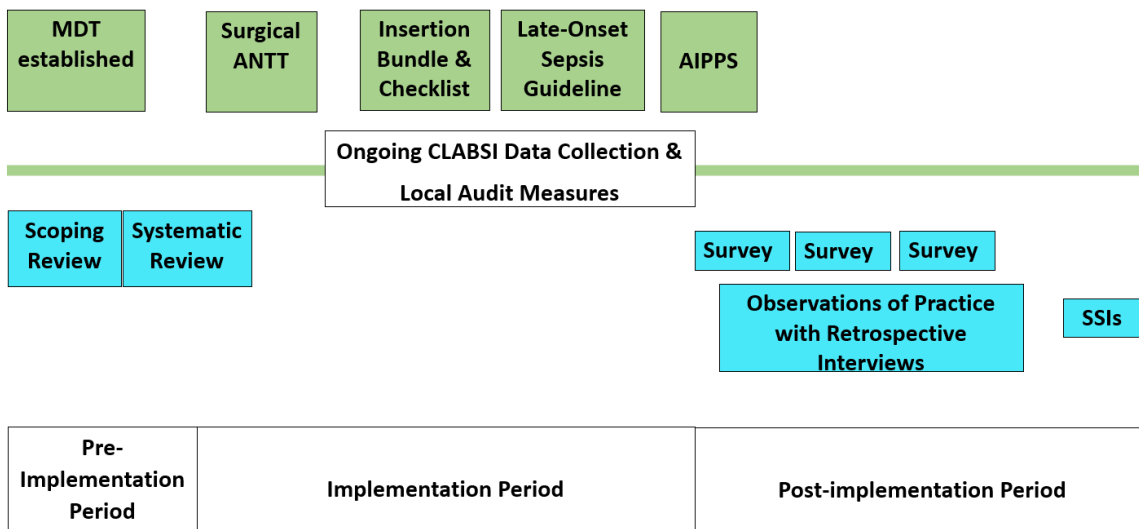 MDT
established
Surgical
ANTT
Insertion
Bundle &
Checklist
Late-Onset
Sepsis
Guideline
AIPPS
Ongoing CLABSI Data Collection &
Local Audit Measures
Scoping
Review
Systematic
Review
Survey
Survey
Survey
Observations of Practice
with Retrospective
Interviews
SSIs
Pre-
Implementation
Period
Implementation Period
Post-implementation Period